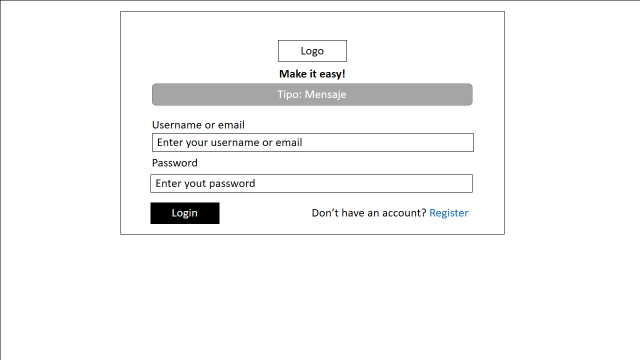 Logo
Make it easy!
Tipo: Mensaje
Username or email
Enter your username or email
Password
Enter yout password
Login
Don't have an account? Register